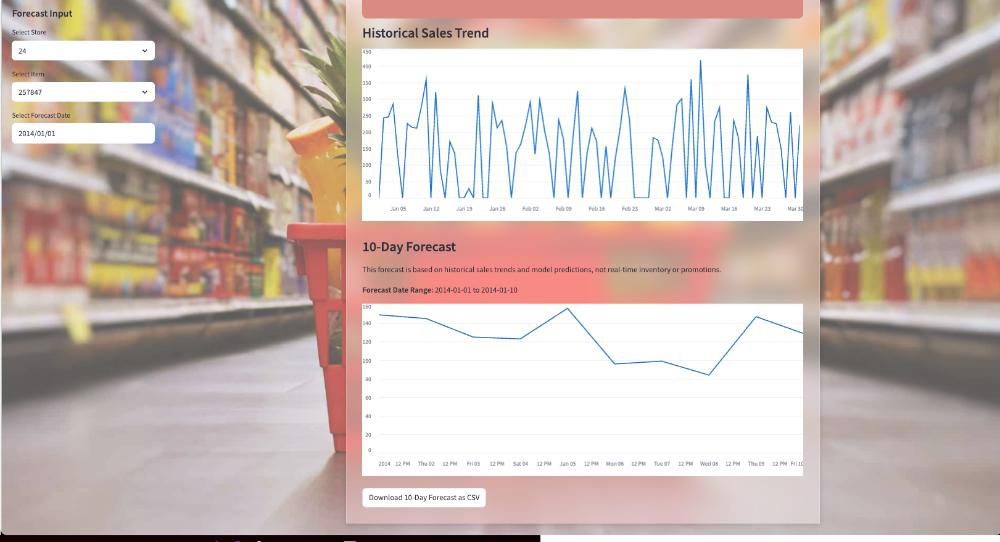 Forecast Input
Select Store
24
Select Item
257847
Select Forecast Date
2014/01/01
Historical Sales Trend
450
400
350
300
250
200
150
100
50
0
Jan 05 Jan 12 Jan 19 Jan 26 Feb 02 Feb 09 Feb 16 Feb 23 Mar 02 Mar 09 Mar 16 Mar 23 Mar 30
10-Day Forecast
This forecast is based on historical sales trends and model predictions, not real-time inventory or promotions.
Forecast Date Range: 2014-01-01 to 2014-01-10
160
140
120
100
80
60
40
20
0
2014 12 PM Thu 02 12 PM Fri 03 12 PM Sat 04 12 PM Jan 05 12 PM Mon 06 12 PM Tue 07 12 PM Wed 08 12 PM Thu 09 12 PM Fri 10
Download 10-Day Forecast as CSV